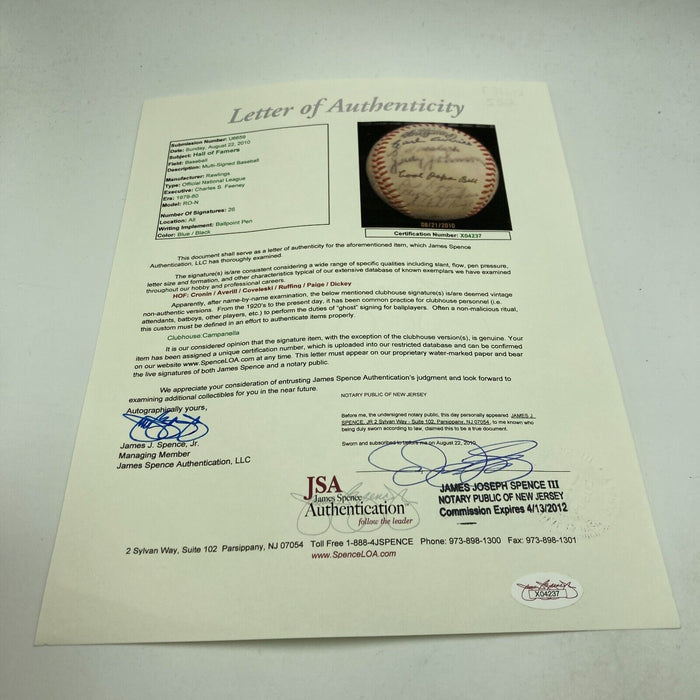 Letter of Authenticity
Submission Number: U6659
Date: Sunday, August 22, 2010
Subject: Hall of Famers
Field: Baseball
Description: Multi-Signed Baseball
Manufacturer: Rawlings
Type: Official National League
Executive: Charles S. Feeney
Era: 1979-80
Model: RO-N
Number Of Signatures: 26
Location: All
Writing Implement: Ballpoint Pen
Color: Blue / Black
Earl Averill
Judy Johnson
Cool Papa Bell
08/21/2010
Certification Number: X04237
This document shall serve as a letter of authenticity for the aforementioned item, which James Spence
Authentication, LLC has thoroughly examined.
The signature(s) is/are consistent considering a wide range of specific qualities including slant, flow, pen pressure,
letter size and formation, and other characteristics typical of our extensive database of known exemplars we have examined
throughout our hobby and professional careers.
HOF: Cronin / Averill / Coveleski / Ruffing / Paige / Dickey
Apparently, after name-by-name examination, the below mentioned clubhouse signature(s) is/are deemed vintage
non-authentic versions. From the 1920's to the present day, it has been common practice for clubhouse personnel (i.e.
attendants, batboys, other players, etc.) to perform the duties of "ghost" signing for ballplayers. Often a non-malicious ritual,
this custom must be defined in an effort to authenticate items properly.
Clubhouse:Campanella
It is our considered opinion that the signature item, with the exception of the clubhouse version(s), is genuine. Your
item has been assigned a unique certification number, which is uploaded into our restricted database and can be confirmed
on our website www.SpenceLOA.com at any time. This letter must appear on our proprietary water-marked paper and bear
the live signatures of both James Spence and a notary public.
We appreciate your consideration of entrusting James Spence Authentication's judgment and look forward to
examining additional collectibles for you in the near future.
Autographically yours,
James J. Spence, Jr.
Managing Member
James Spence Authentication, LLC
NOTARY PUBLIC OF NEW JERSEY
Before me, the undersigned notary public, this day personally appeared JAMES J.
SPENCE, JR 2 Sylvan Way - Suite 102, Parsippany, NJ 07054, to me known who
being duly sworn according to law, claimed this to be a true document.
Sworn and subscribed to before me on August 22, 2010
JAMES JOSEPH SPENCE III
NOTARY PUBLIC OF NEW JERSEY
Commission Expires 4/13/2012
JSA
James Spence
Authentication
follow the leader
2 Sylvan Way, Suite 102 Parsippany, NJ 07054 Toll Free 1-888-4JSPENCE Phone: 973-898-1300 Fax: 973-898-1301
www.SpenceLOA.com
X04237